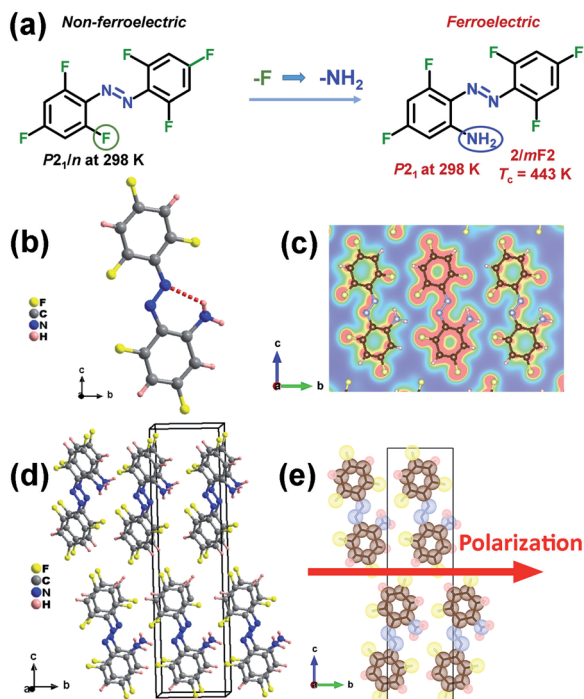 (a)
Non-ferroelectric
Ferroelectric
F
F
F
F
F
F
N
N
P2₁/n at 298 K
-F → -NH₂
F
F
F
F
F
N
N
NH₂
P2₁ at 298 K
2/mF2
Tc = 443 K
(b)
F
C
N
H
c
a
b
(c)
c
a
b
(d)
F
C
N
H
c
a
b
(e)
Polarization
c
a
b